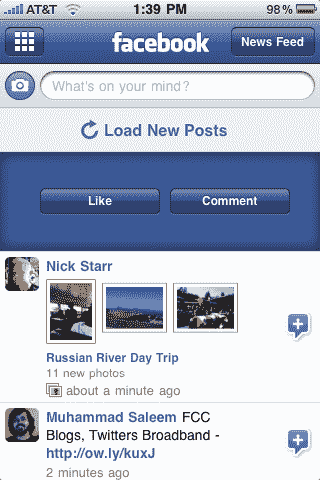 AT&T 1:39 PM 98%
facebook News Feed
What's on your mind?
Load New Posts
Like Comment
Nick Starr
Russian River Day Trip
11 new photos
about a minute ago
Muhammad Saleem FCC
Blogs, Twitters Broadband -
http://ow.ly/kuxJ
2 minutes ago